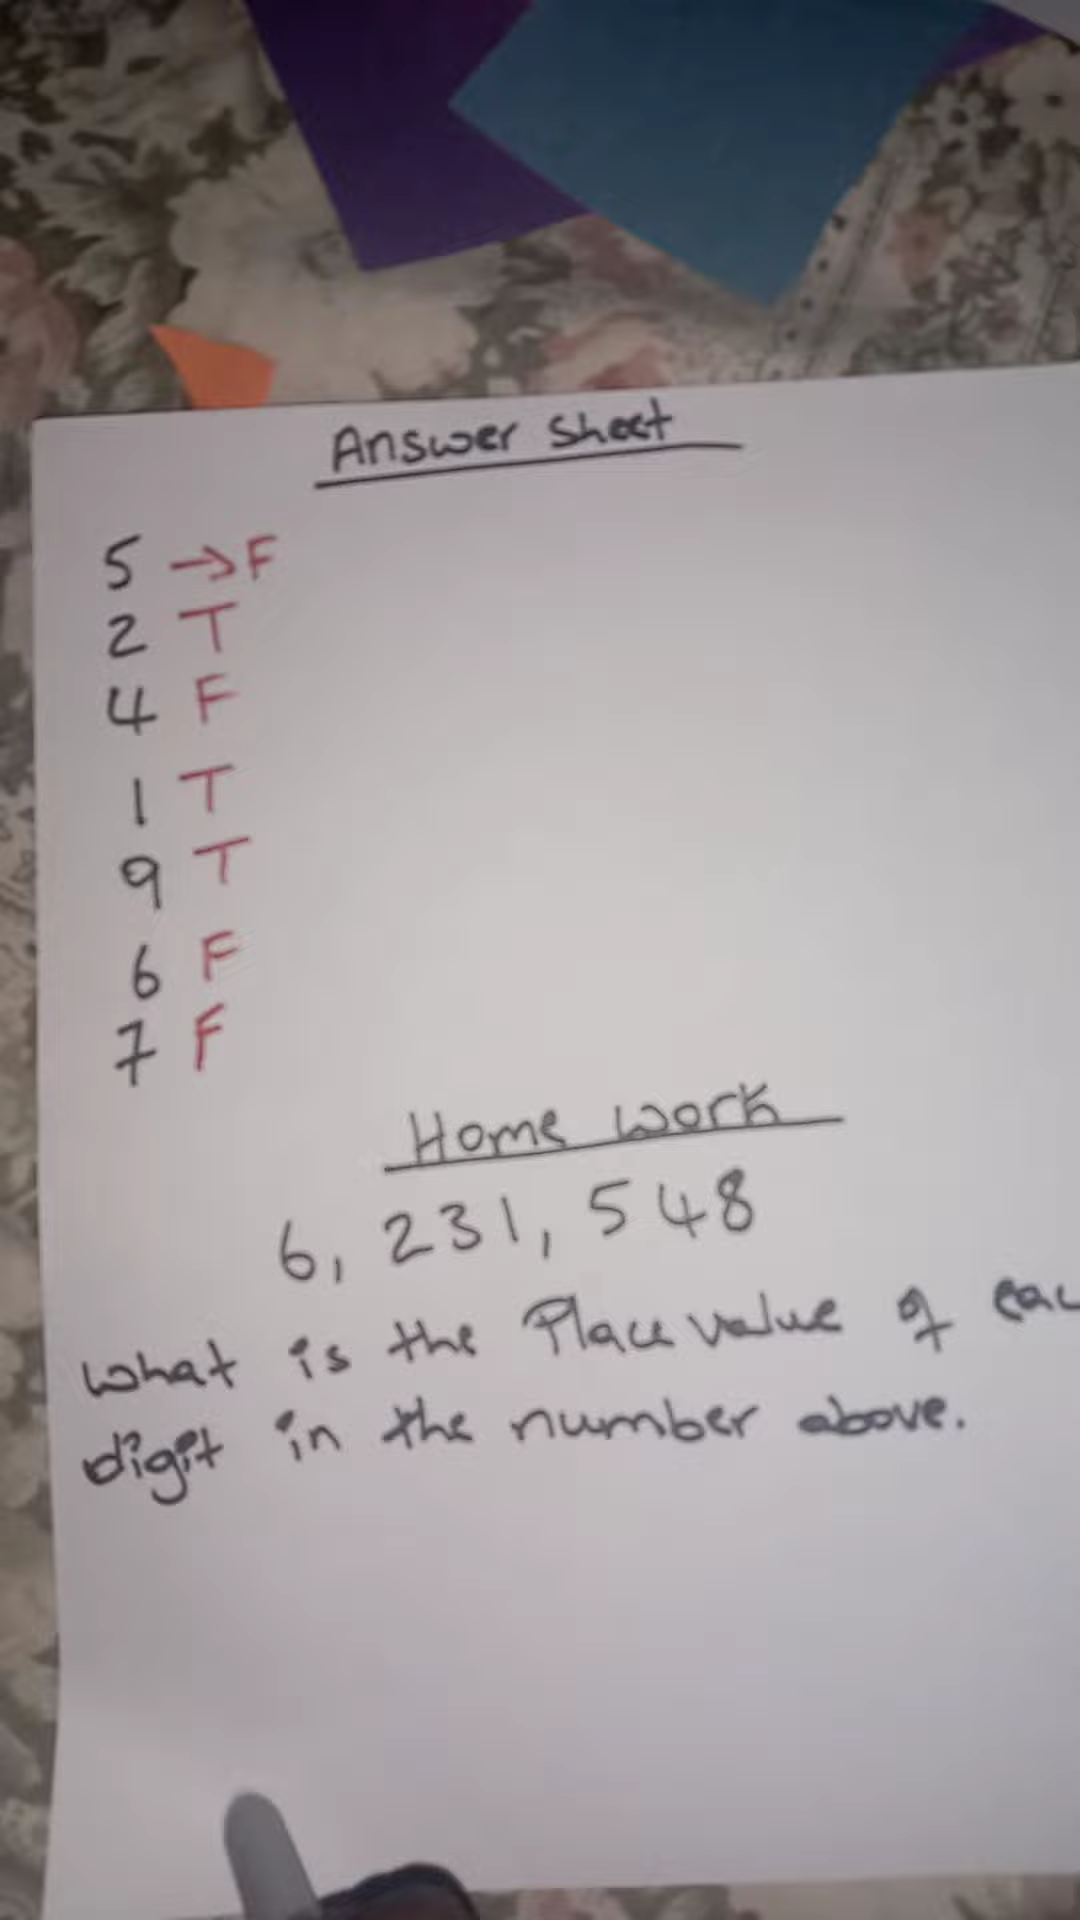 Answer Sheet
5 → F
2 T
4 F
1 T
9 T
6 F
7 F
Home work
6, 231, 548
What is the Place value of eac
digit in the number above.